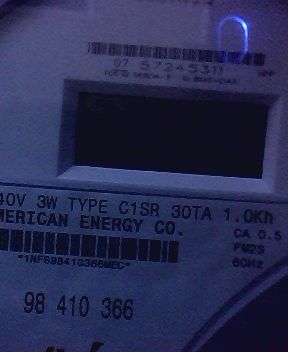 07 57245311
40V 3W TYPE C1SR 30TA 1.0Kh
MERICAN ENERGY CO.
CA 0.5
FM2S
60Hz
*1NFS98410366MEC*
98 410 366